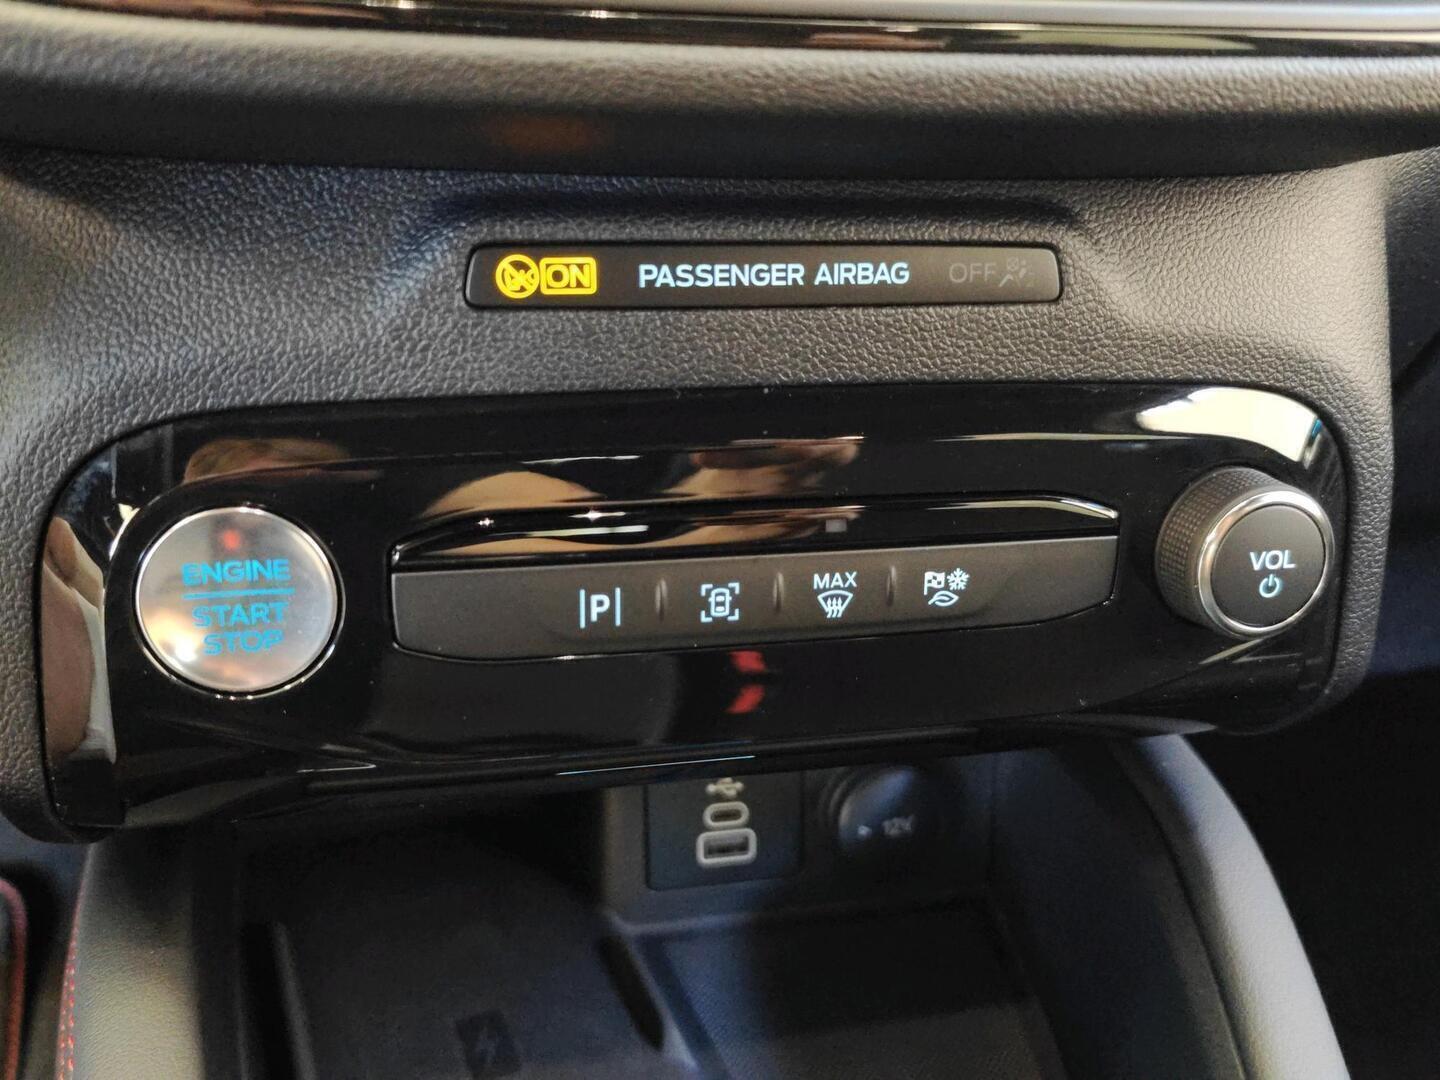 ON PASSENGER AIRBAG OFF
ENGINE
START
STOP
P
MAX
VOL
12V